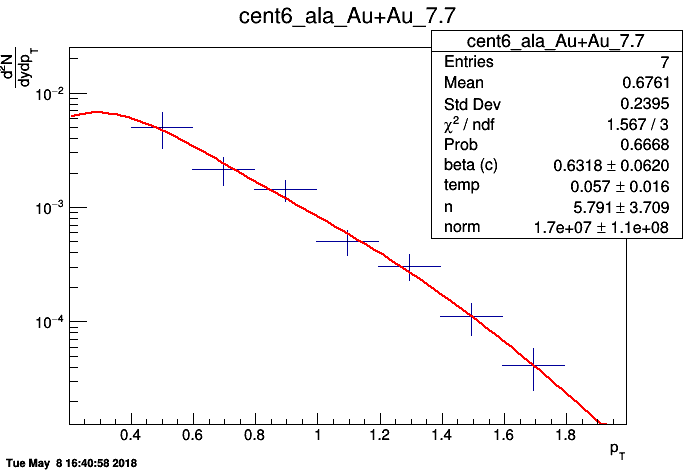 cent6_ala_Au+Au_7.7
cent6_ala_Au+Au_7.7
Entries 7
Mean 0.6761
Std Dev 0.2395
χ² / ndf 1.567 / 3
Prob 0.6668
beta (c) 0.6318 ± 0.0620
temp 0.057 ± 0.016
n 5.791 ± 3.709
norm 1.7e+07 ± 1.1e+08
d²N
dydp_T
10⁻²
10⁻³
10⁻⁴
0.4 0.6 0.8 1 1.2 1.4 1.6 1.8
p_T
Tue May 8 16:40:58 2018